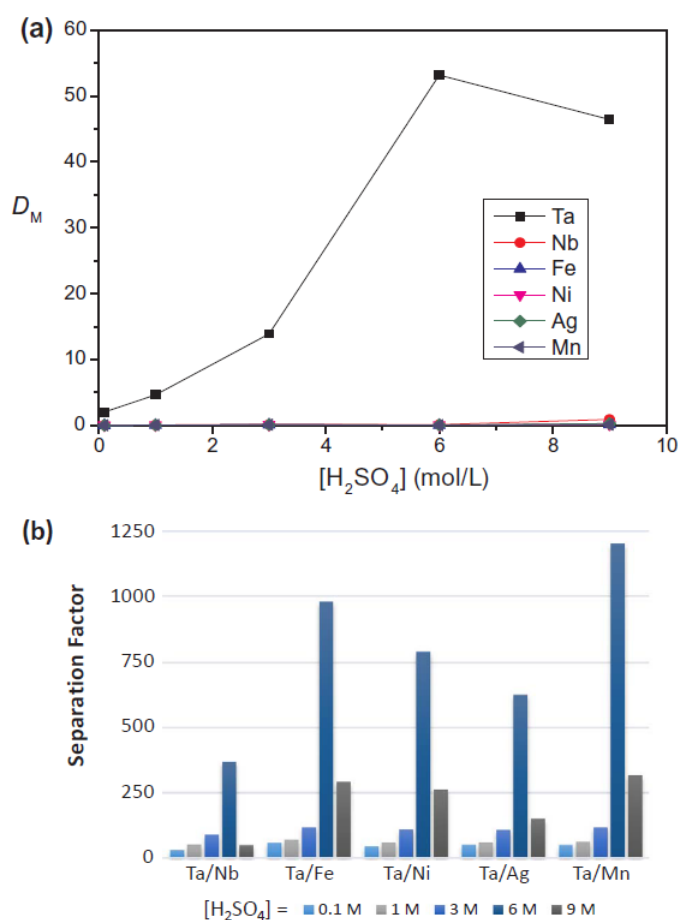 (a)
60
50
40
30
20
10
0
D_M
Ta
Nb
Fe
Ni
Ag
Mn
0 2 4 6 8 10
[H₂SO₄] (mol/L)
(b)
1250
1000
750
500
250
0
Separation Factor
Ta/Nb Ta/Fe Ta/Ni Ta/Ag Ta/Mn
[H₂SO₄] = 0.1 M 1 M 3 M 6 M 9 M